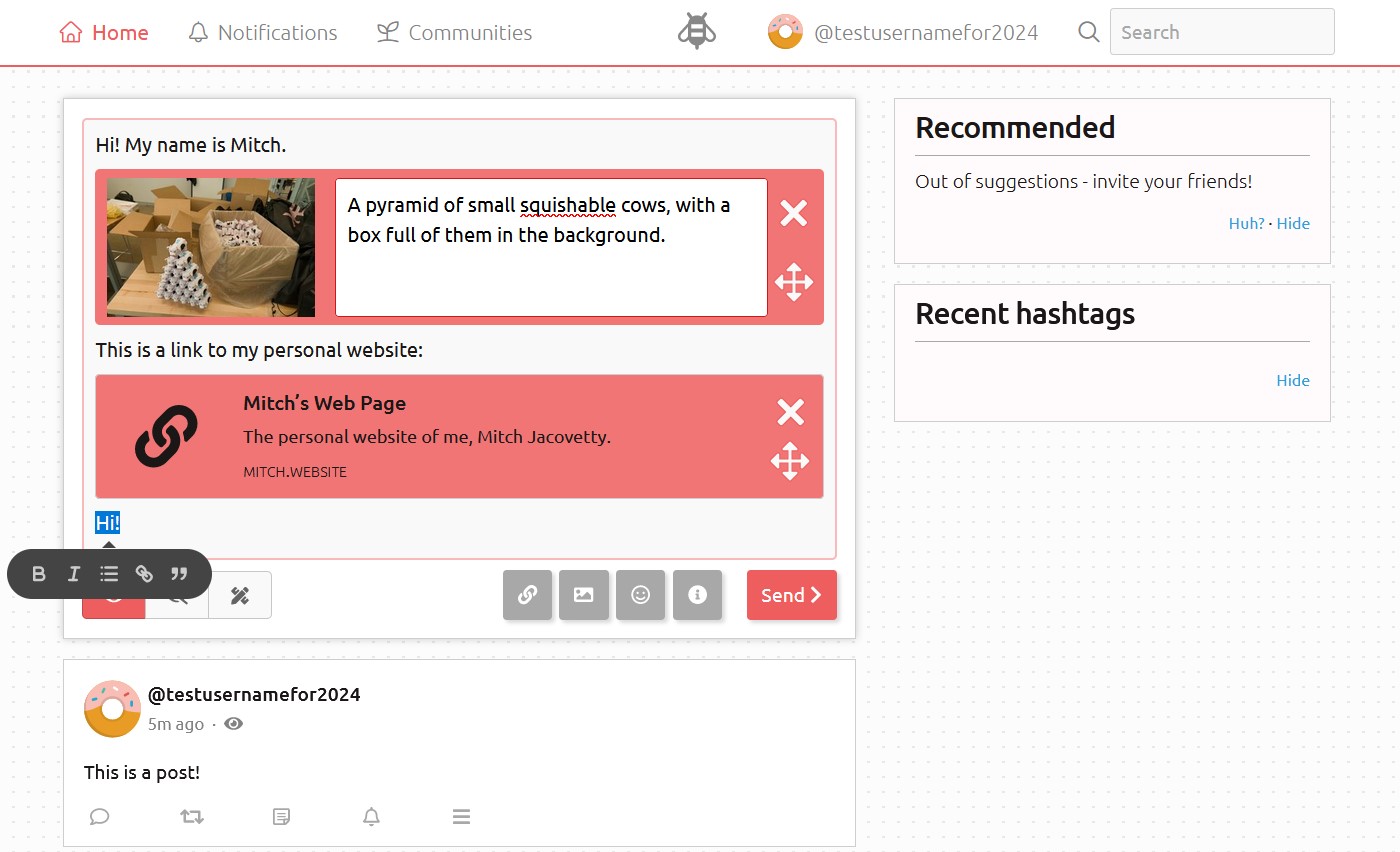 Home
Notifications
Communities
@testusernamefor2024
Search
Hi! My name is Mitch.
A pyramid of small squishable cows, with a
box full of them in the background.
This is a link to my personal website:
Mitch’s Web Page
The personal website of me, Mitch Jacovetty.
MITCH.WEBSITE
Hi!
B I
Send
@testusernamefor2024
5m ago ·
This is a post!
Recommended
Out of suggestions - invite your friends!
Huh? · Hide
Recent hashtags
Hide